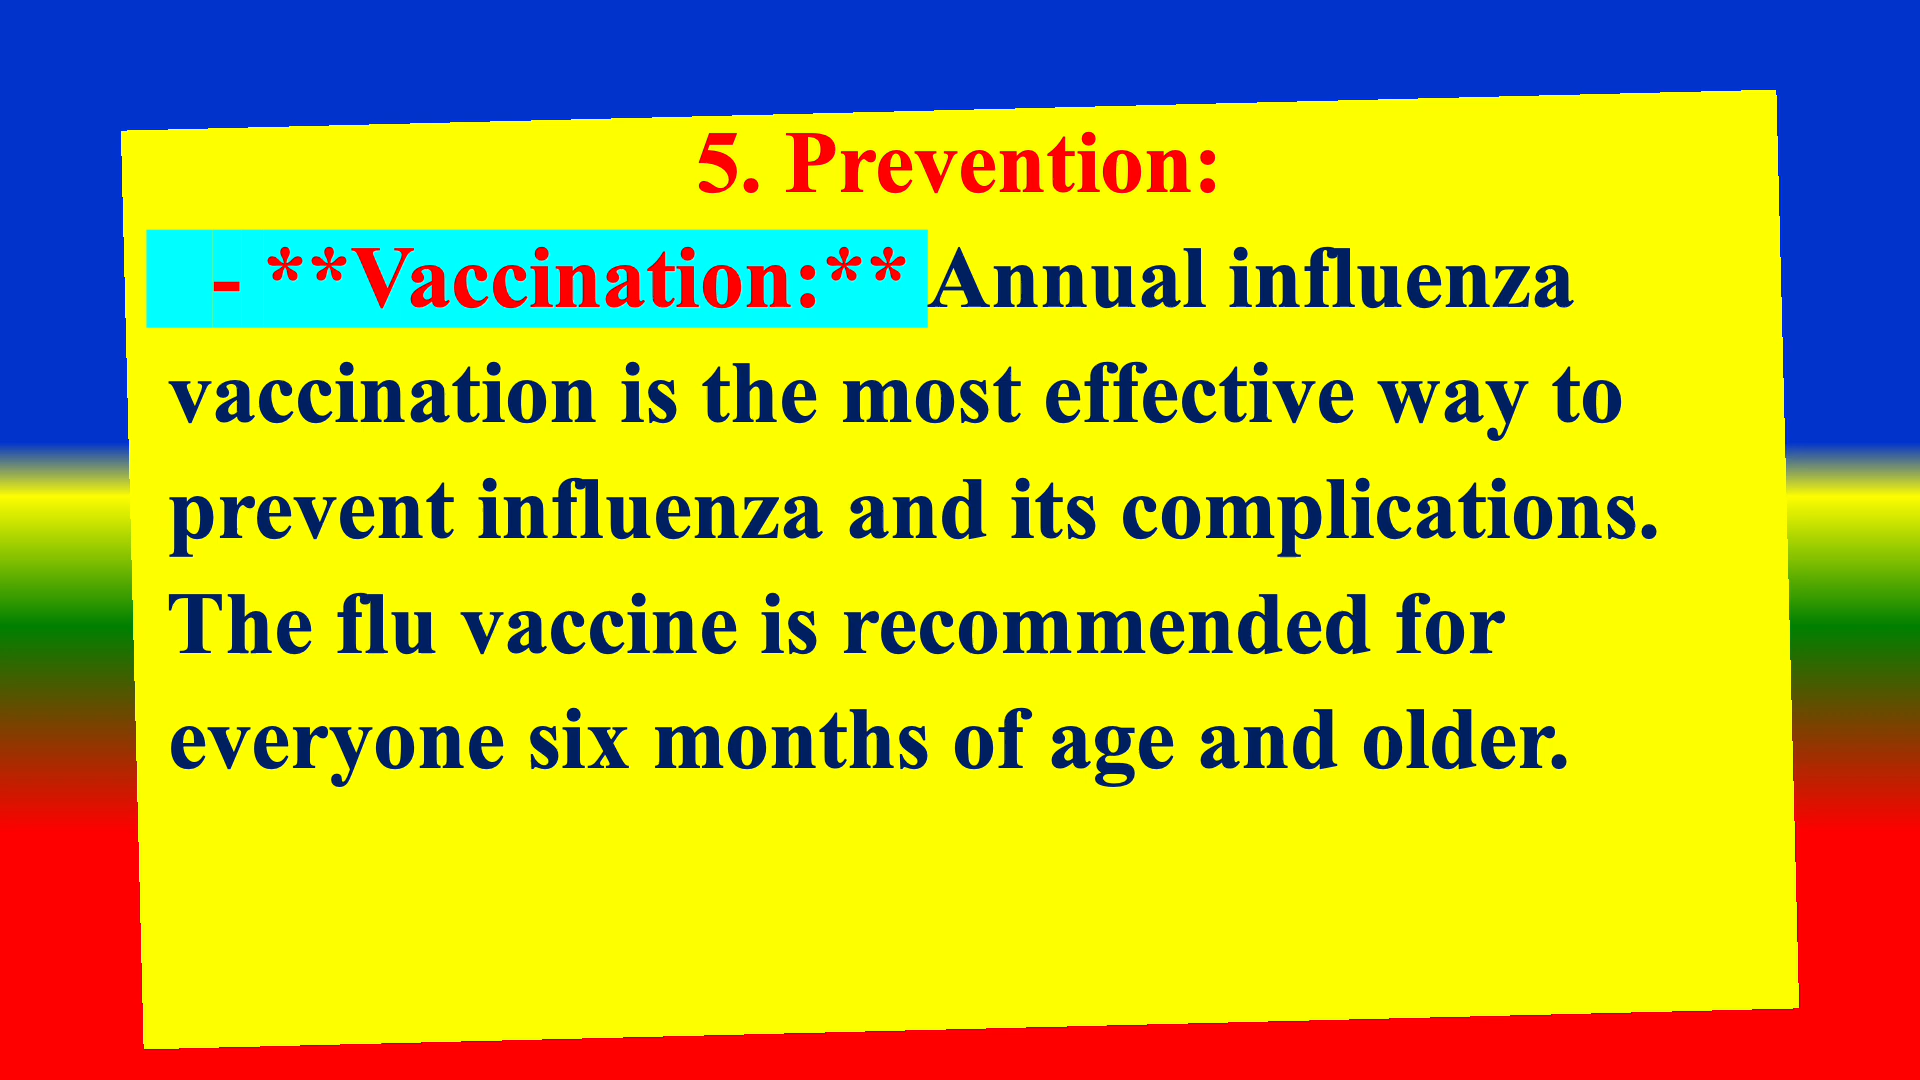 5. Prevention:
- **Vaccination:** Annual influenza
vaccination is the most effective way to
prevent influenza and its complications.
The flu vaccine is recommended for
everyone six months of age and older.